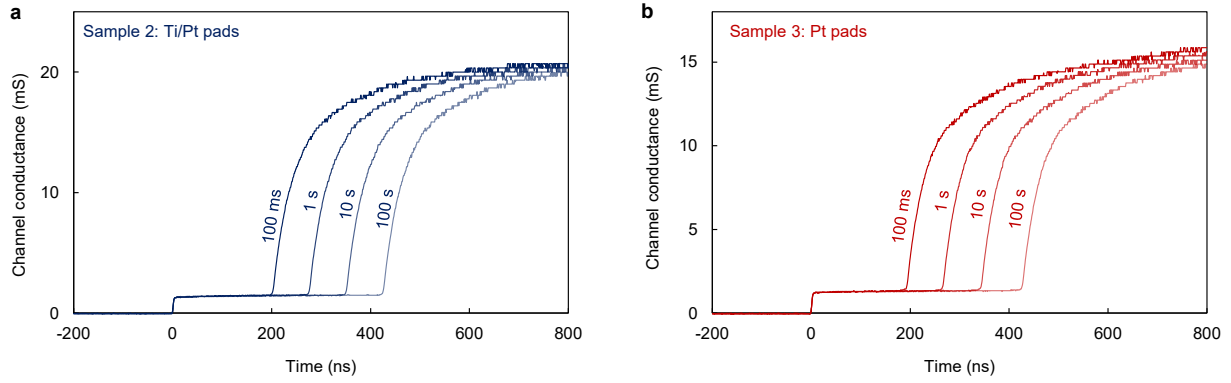 a
Sample 2: Ti/Pt pads
Channel conductance (mS)
20
10
0
100 ms
1 s
10 s
100 s
-200
0
200
400
600
800
Time (ns)
b
Sample 3: Pt pads
Channel conductance (mS)
15
10
5
0
100 ms
1 s
10 s
100 s
-200
0
200
400
600
800
Time (ns)